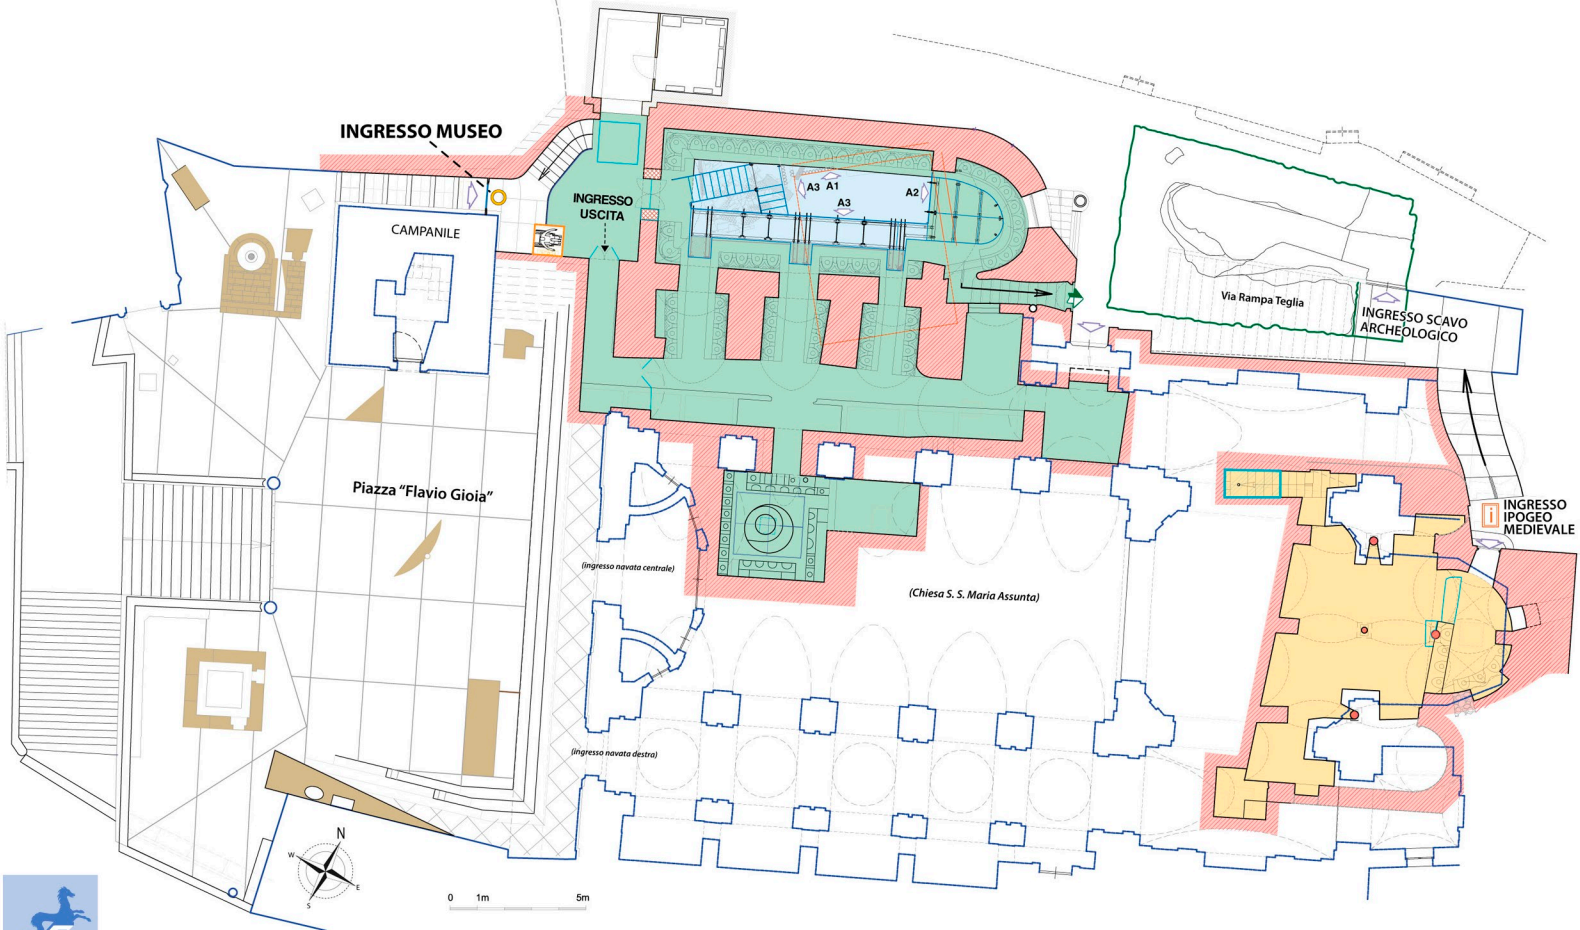 INGRESSO MUSEO
CAMPANILE
INGRESSO
USCITA
A3
A1
A2
A3
Via Rampa Teglia
INGRESSO SCAVO
ARCHEOLOGICO
Piazza “Flavio Gioia”
i
INGRESSO
IPOGEO
MEDIEVALE
(ingresso navata centrale)
(Chiesa S. S. Maria Assunta)
(ingresso navata destra)
N
W
E
S
0 1m 5m